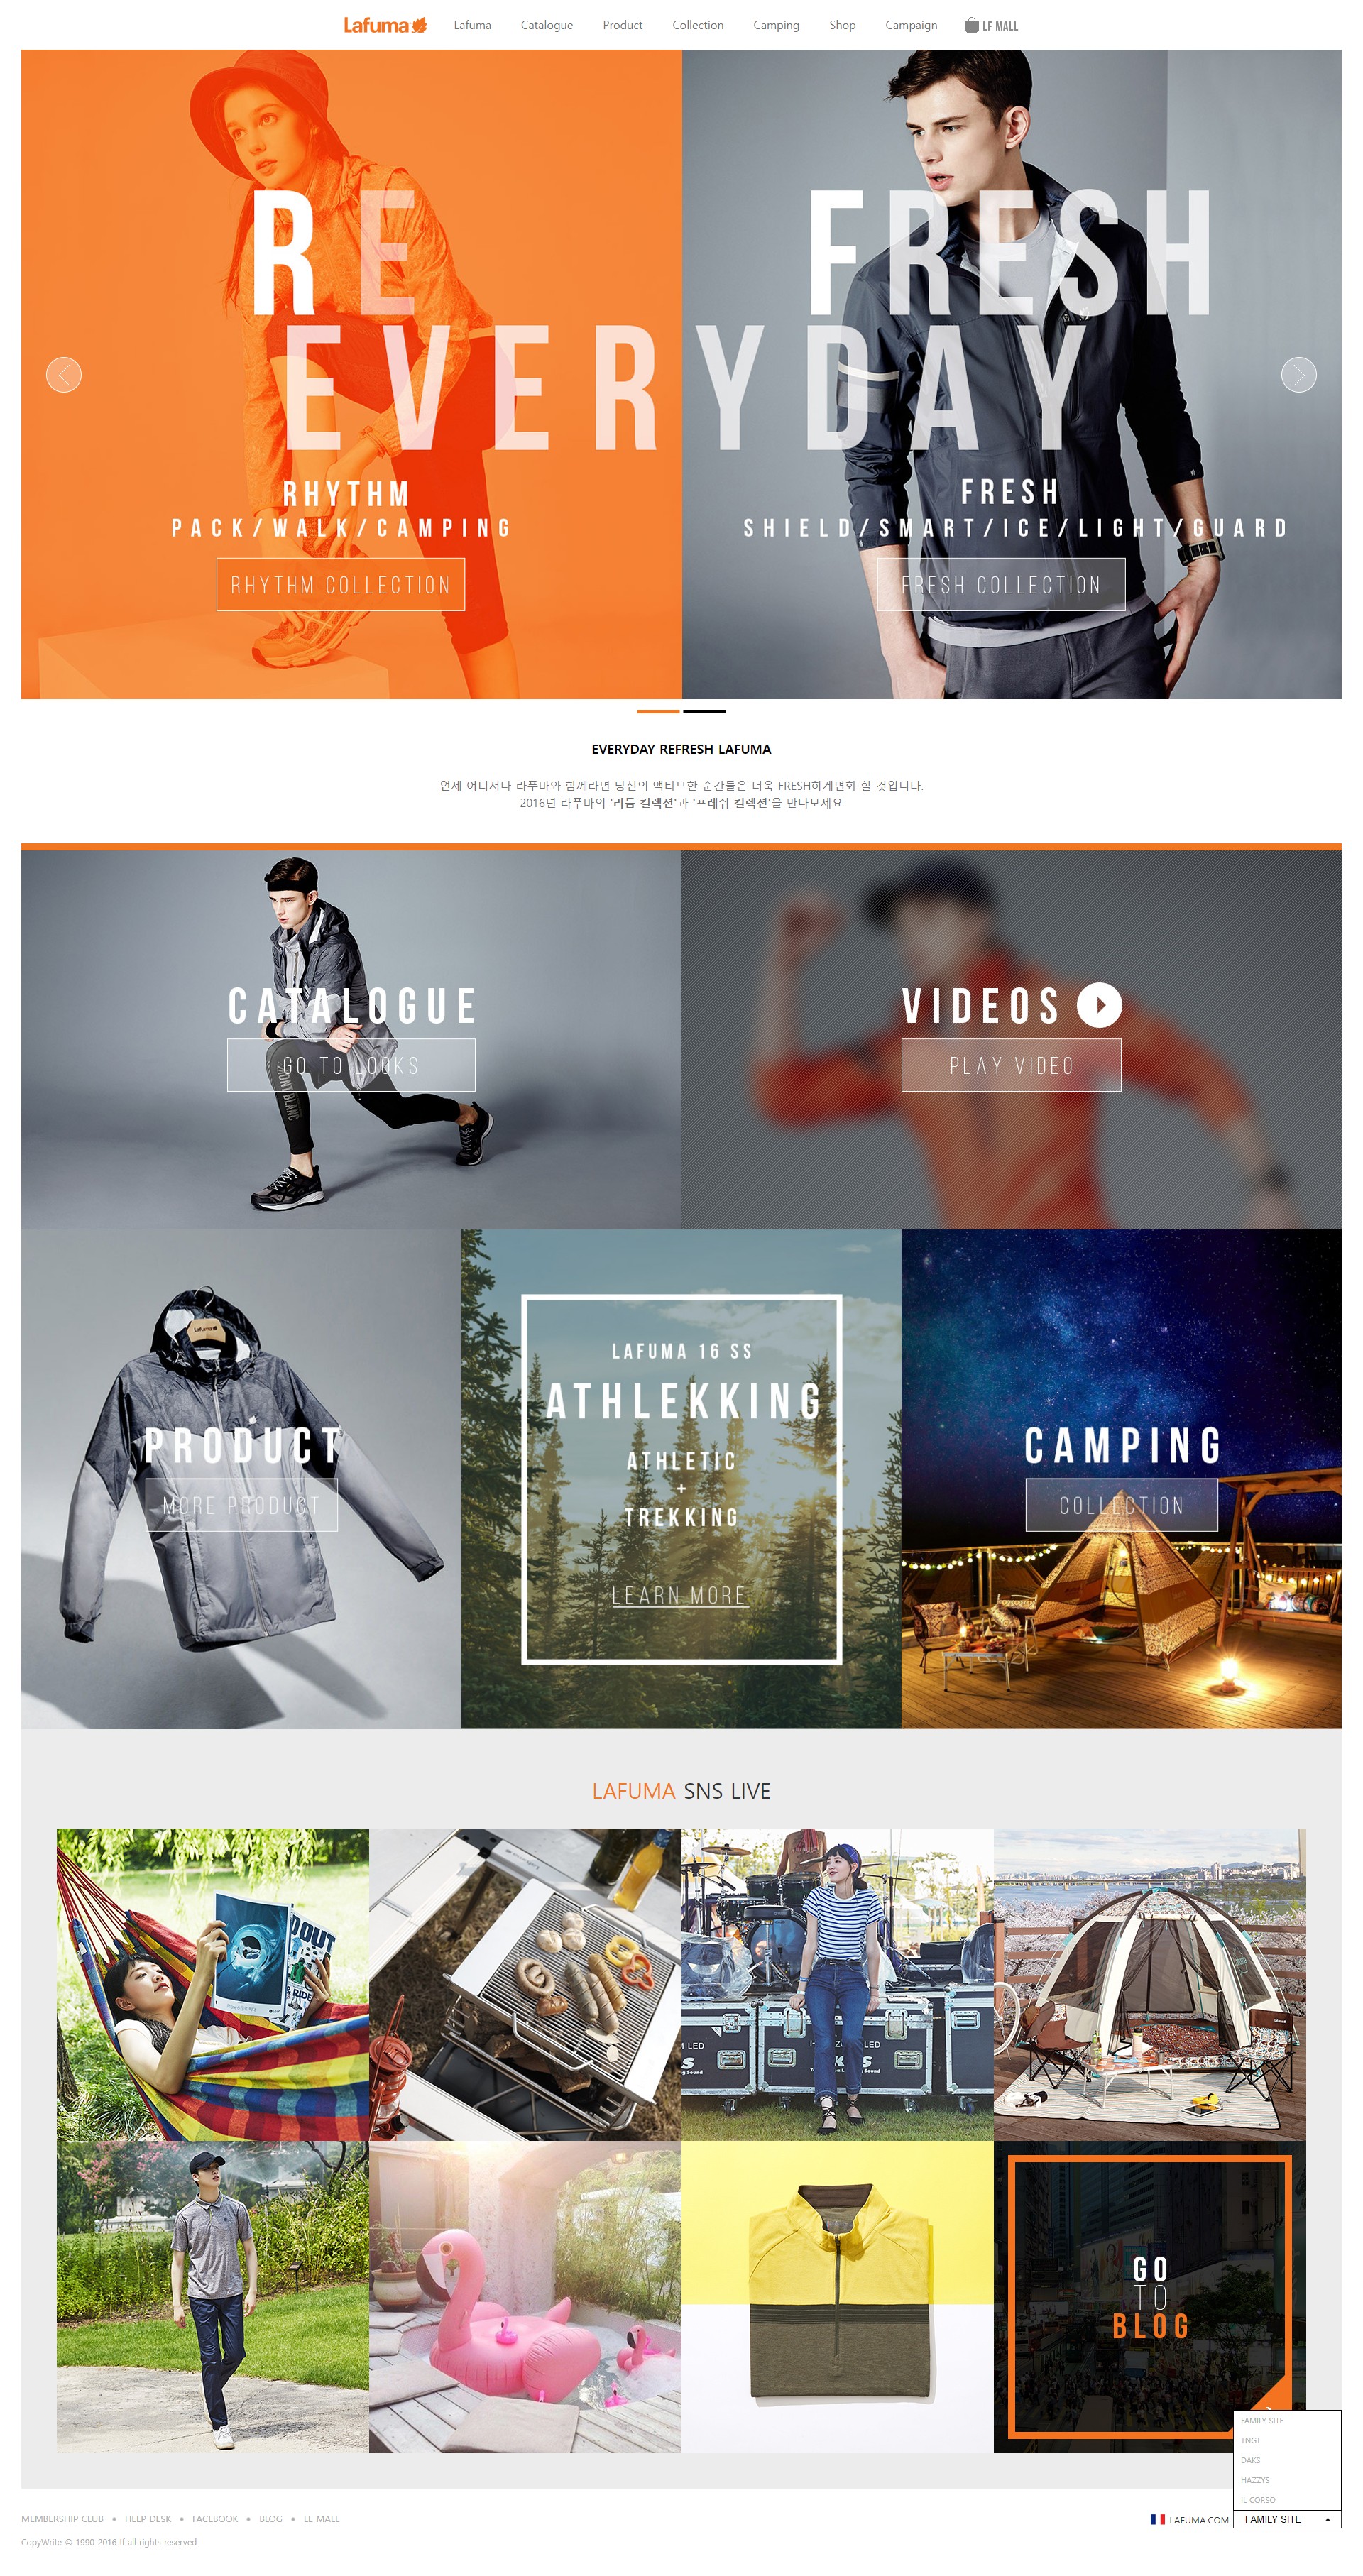 Lafuma
Lafuma Catalogue Product Collection Camping Shop Campaign LF MALL
RE FRESH
EVERYDAY
RHYTHM
PACK/WALK/CAMPING
RHYTHM COLLECTION
FRESH
SHIELD/SMART/ICE/LIGHT/GUARD
FRESH COLLECTION
EVERYDAY REFRESH LAFUMA
언제 어디서나 라푸마와 함께라면 당신의 액티브한 순간들은 더욱 FRESH하게변화 할 것입니다.
2016년 라푸마의 '리듬 컬렉션'과 '프레쉬 컬렉션'을 만나보세요
CATALOGUE
GO TO LOOKS
VIDEOS
PLAY VIDEO
Lafuma
PRODUCT
MORE PRODUCT
LAFUMA 16 SS
ATHLEKKING
ATHLETIC
+
TREKKING
LEARN MORE
CAMPING
COLLECTION
LAFUMA SNS LIVE
GO
TO
BLOG
FAMILY SITE
TNGT
DAKS
HAZZYS
IL CORSO
FAMILY SITE
LAFUMA.COM
MEMBERSHIP CLUB • HELP DESK • FACEBOOK • BLOG • LE MALL
CopyWrite © 1990-2016 lf all rights reserved.